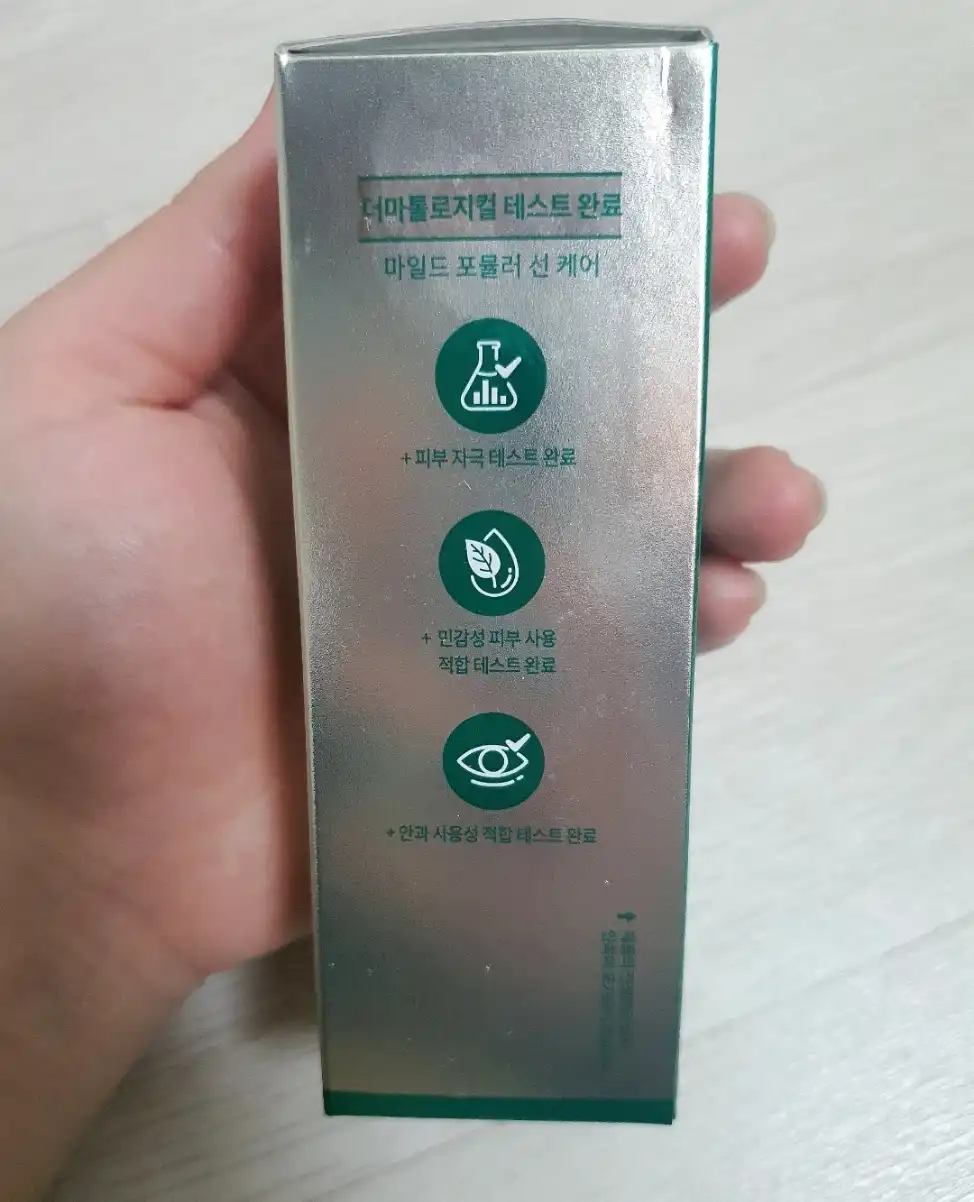 더마톨로지컬 테스트 완료
마일드 포뮬러 선 케어
+ 피부 자극 테스트 완료
+ 민감성 피부 사용
적합 테스트 완료
+ 안과 사용성 적합 테스트 완료